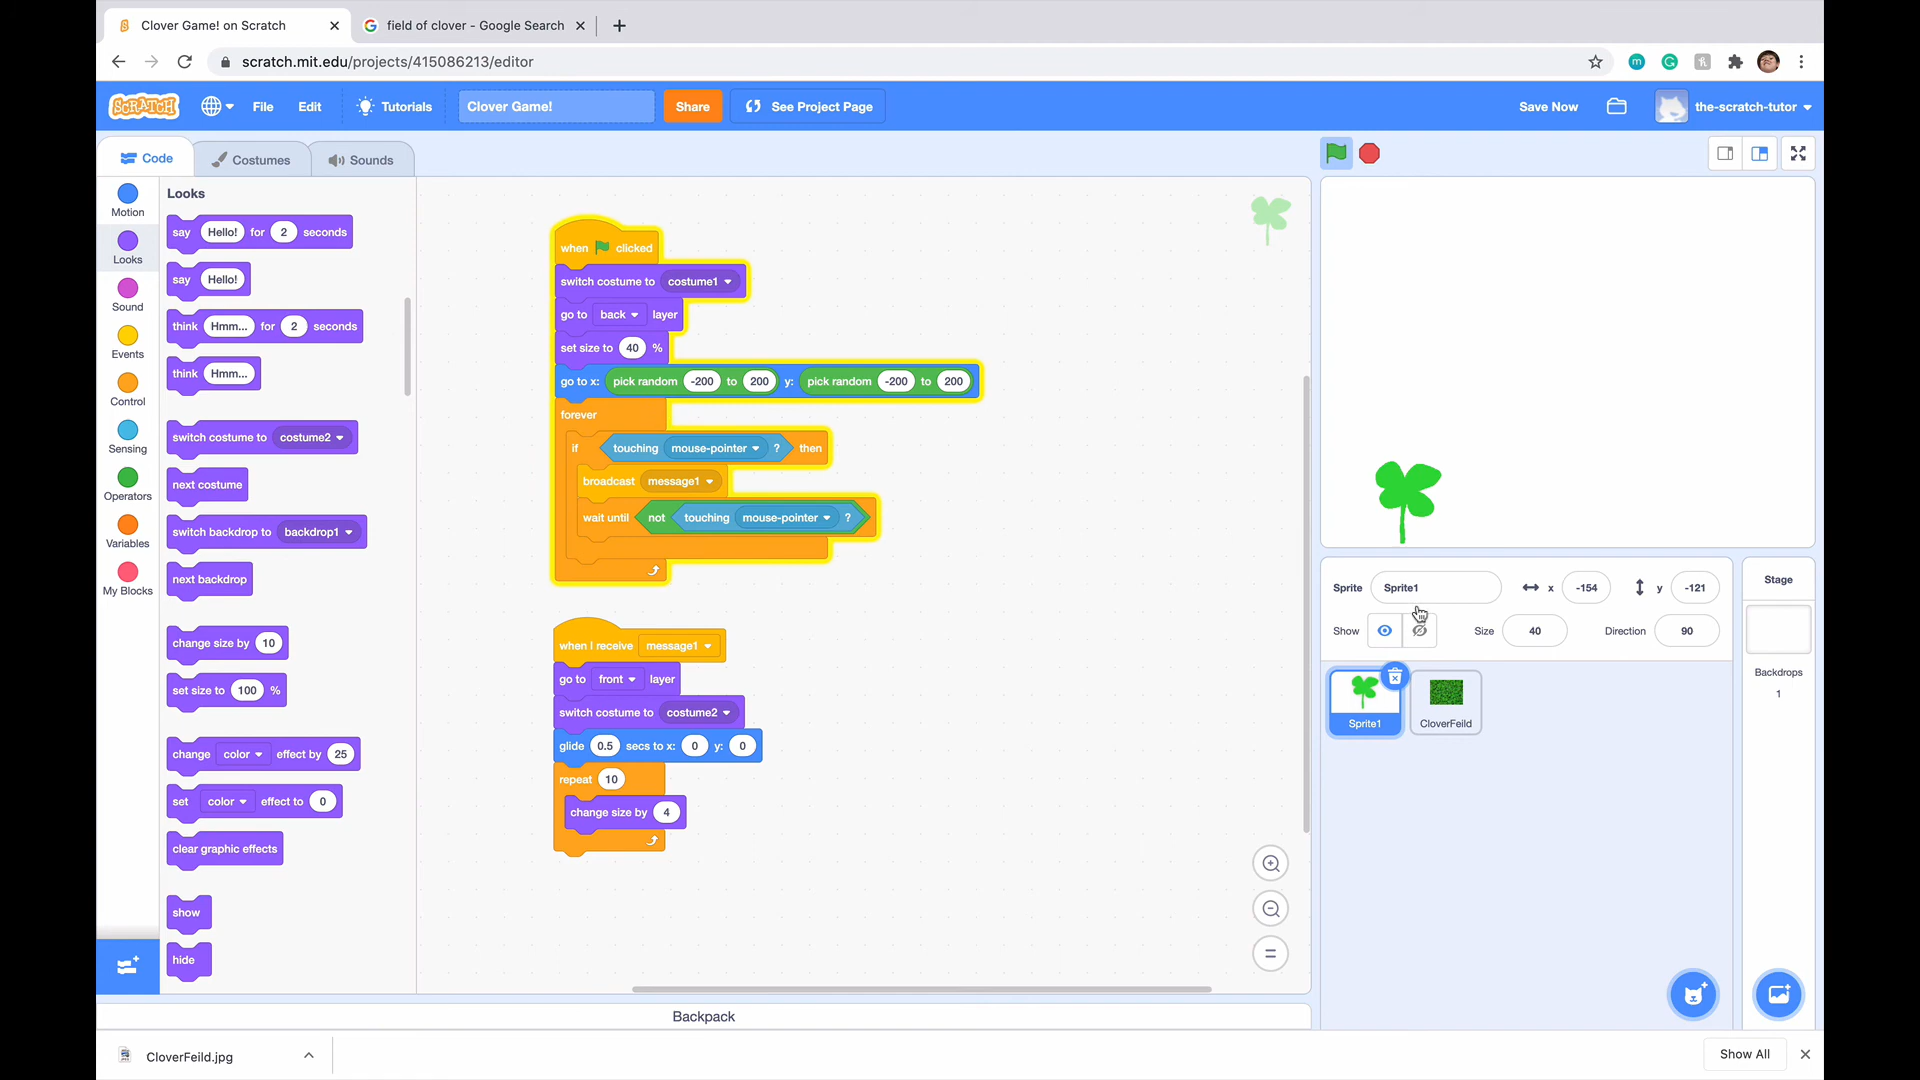 Clover Game! on Scratch
field of clover - Google Search
scratch.mit.edu/projects/415086213/editor
SCRATCH
File
Edit
Tutorials
Clover Game!
Share
See Project Page
Save Now
the-scratch-tutor
Code
Costumes
Sounds
Motion
Looks
Sound
Events
Control
Sensing
Operators
Variables
My Blocks
Looks
say Hello! for 2 seconds
say Hello!
think Hmm... for 2 seconds
think Hmm...
switch costume to costume2
next costume
switch backdrop to backdrop1
next backdrop
change size by 10
set size to 100 %
change color effect by 25
set color effect to 0
clear graphic effects
show
hide
when clicked
switch costume to costume1
go to back layer
set size to 40 %
go to x: pick random -200 to 200 y: pick random -200 to 200
forever
if touching mouse-pointer ? then
broadcast message1
wait until not touching mouse-pointer ?
when I receive message1
go to front layer
switch costume to costume2
glide 0.5 secs to x: 0 y: 0
repeat 10
change size by 4
Sprite Sprite1 x -154 y -121
Show Size 40 Direction 90
Sprite1
CloverFeild
Stage
Backdrops
1
Backpack
CloverFeild.jpg
Show All